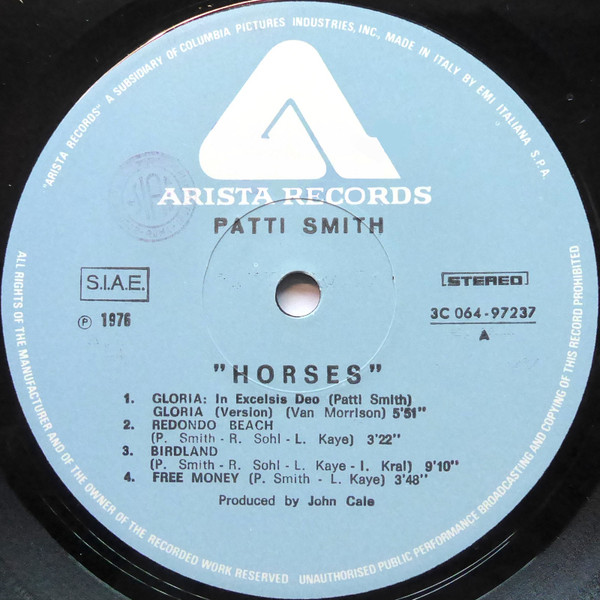 "ARISTA RECORDS" A SUBSIDIARY OF COLUMBIA PICTURES INDUSTRIES, INC., MADE IN ITALY BY EMI ITALIANA S.P.A.
ARISTA RECORDS
PATTI SMITH
S.I.A.E.
STEREO
℗ 1976
3C 064-97237
A
"HORSES"
1. GLORIA: In Excelsis Deo (Patti Smith)
GLORIA (Version) (Van Morrison) 5'51"
2. REDONDO BEACH
(P. Smith - R. Sohl - L. Kaye) 3'22"
3. BIRDLAND
(P. Smith - R. Sohl - L. Kaye - I. Kral) 9'10"
4. FREE MONEY (P. Smith - L. Kaye) 3'48"
Produced by John Cale
ALL RIGHTS OF THE MANUFACTURER AND OF THE OWNER OF THE RECORDED WORK RESERVED UNAUTHORISED PUBLIC PERFORMANCE BROADCASTING AND COPYING OF THIS RECORD PROHIBITED